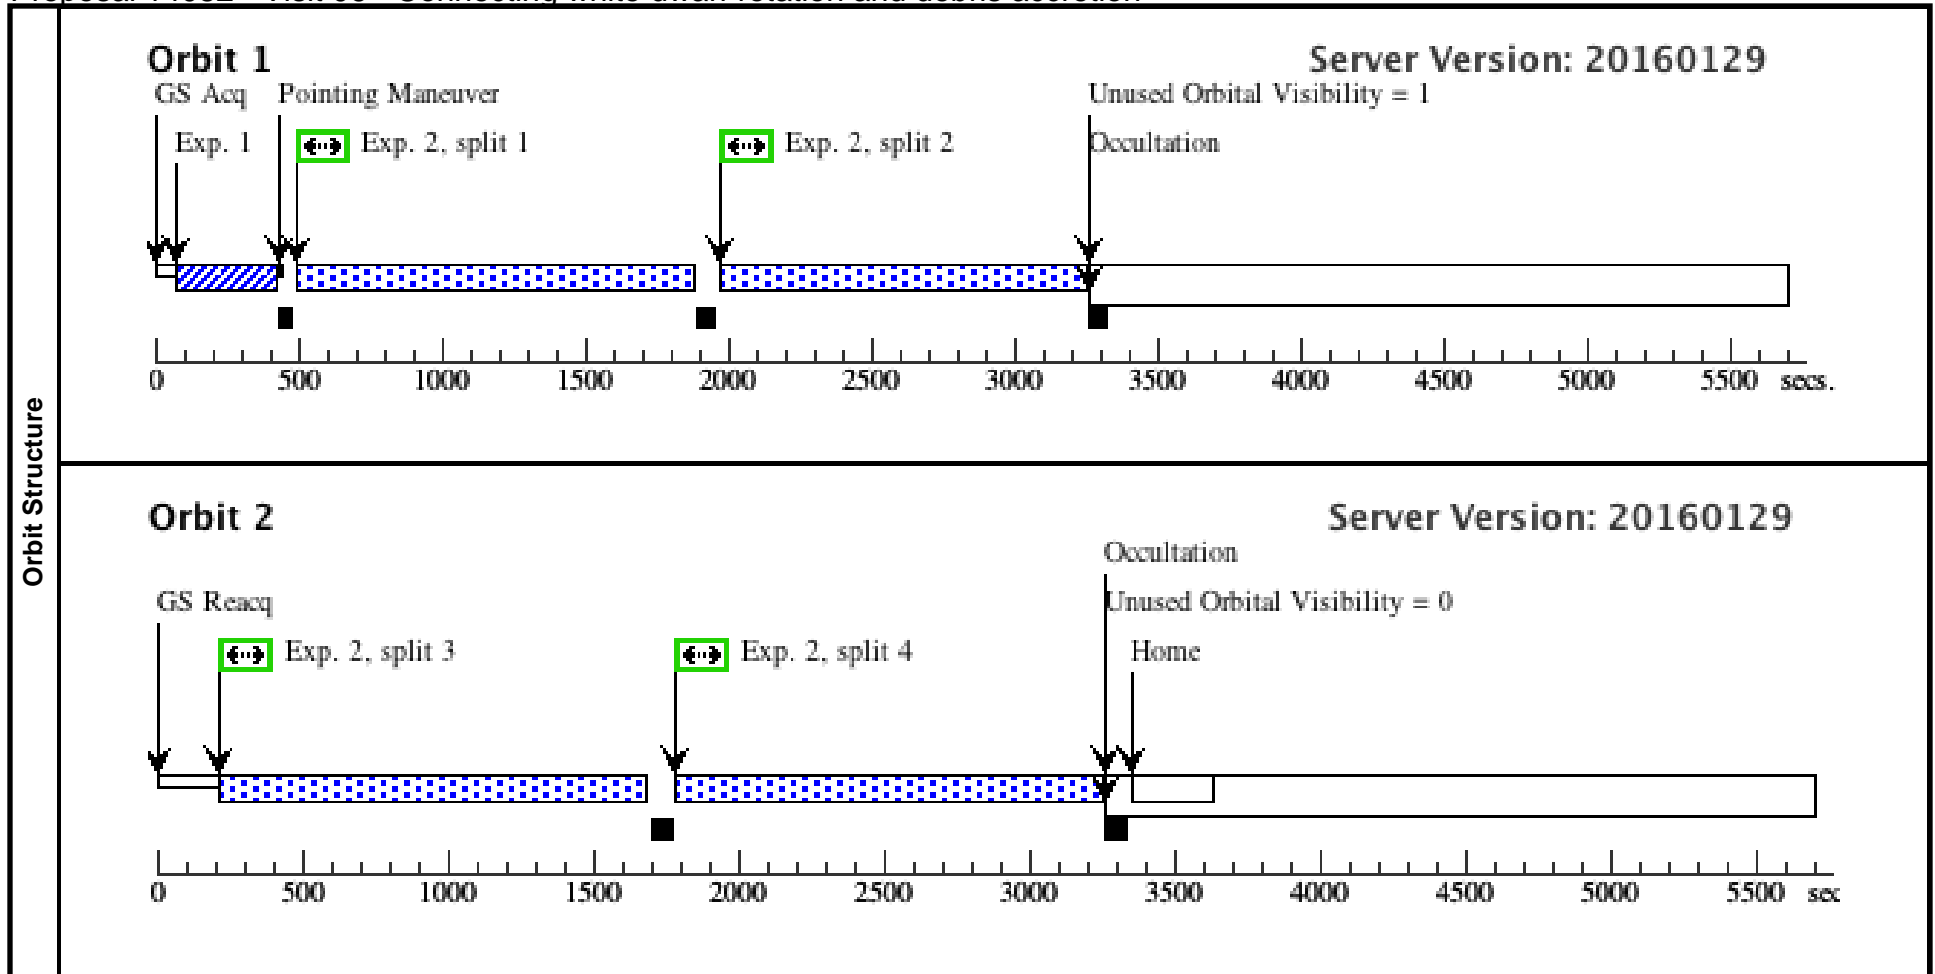 Orbit Structure
Orbit 1
Server Version: 20160129
GS Acq Pointing Maneuver Unused Orbital Visibility = 1
Exp. 1 Exp. 2, split 1 Exp. 2, split 2 Occultation
0 500 1000 1500 2000 2500 3000 3500 4000 4500 5000 5500 secs.
Orbit 2
Server Version: 20160129
Occultation
GS Reacq Unused Orbital Visibility = 0
Exp. 2, split 3 Exp. 2, split 4 Home
0 500 1000 1500 2000 2500 3000 3500 4000 4500 5000 5500 sec